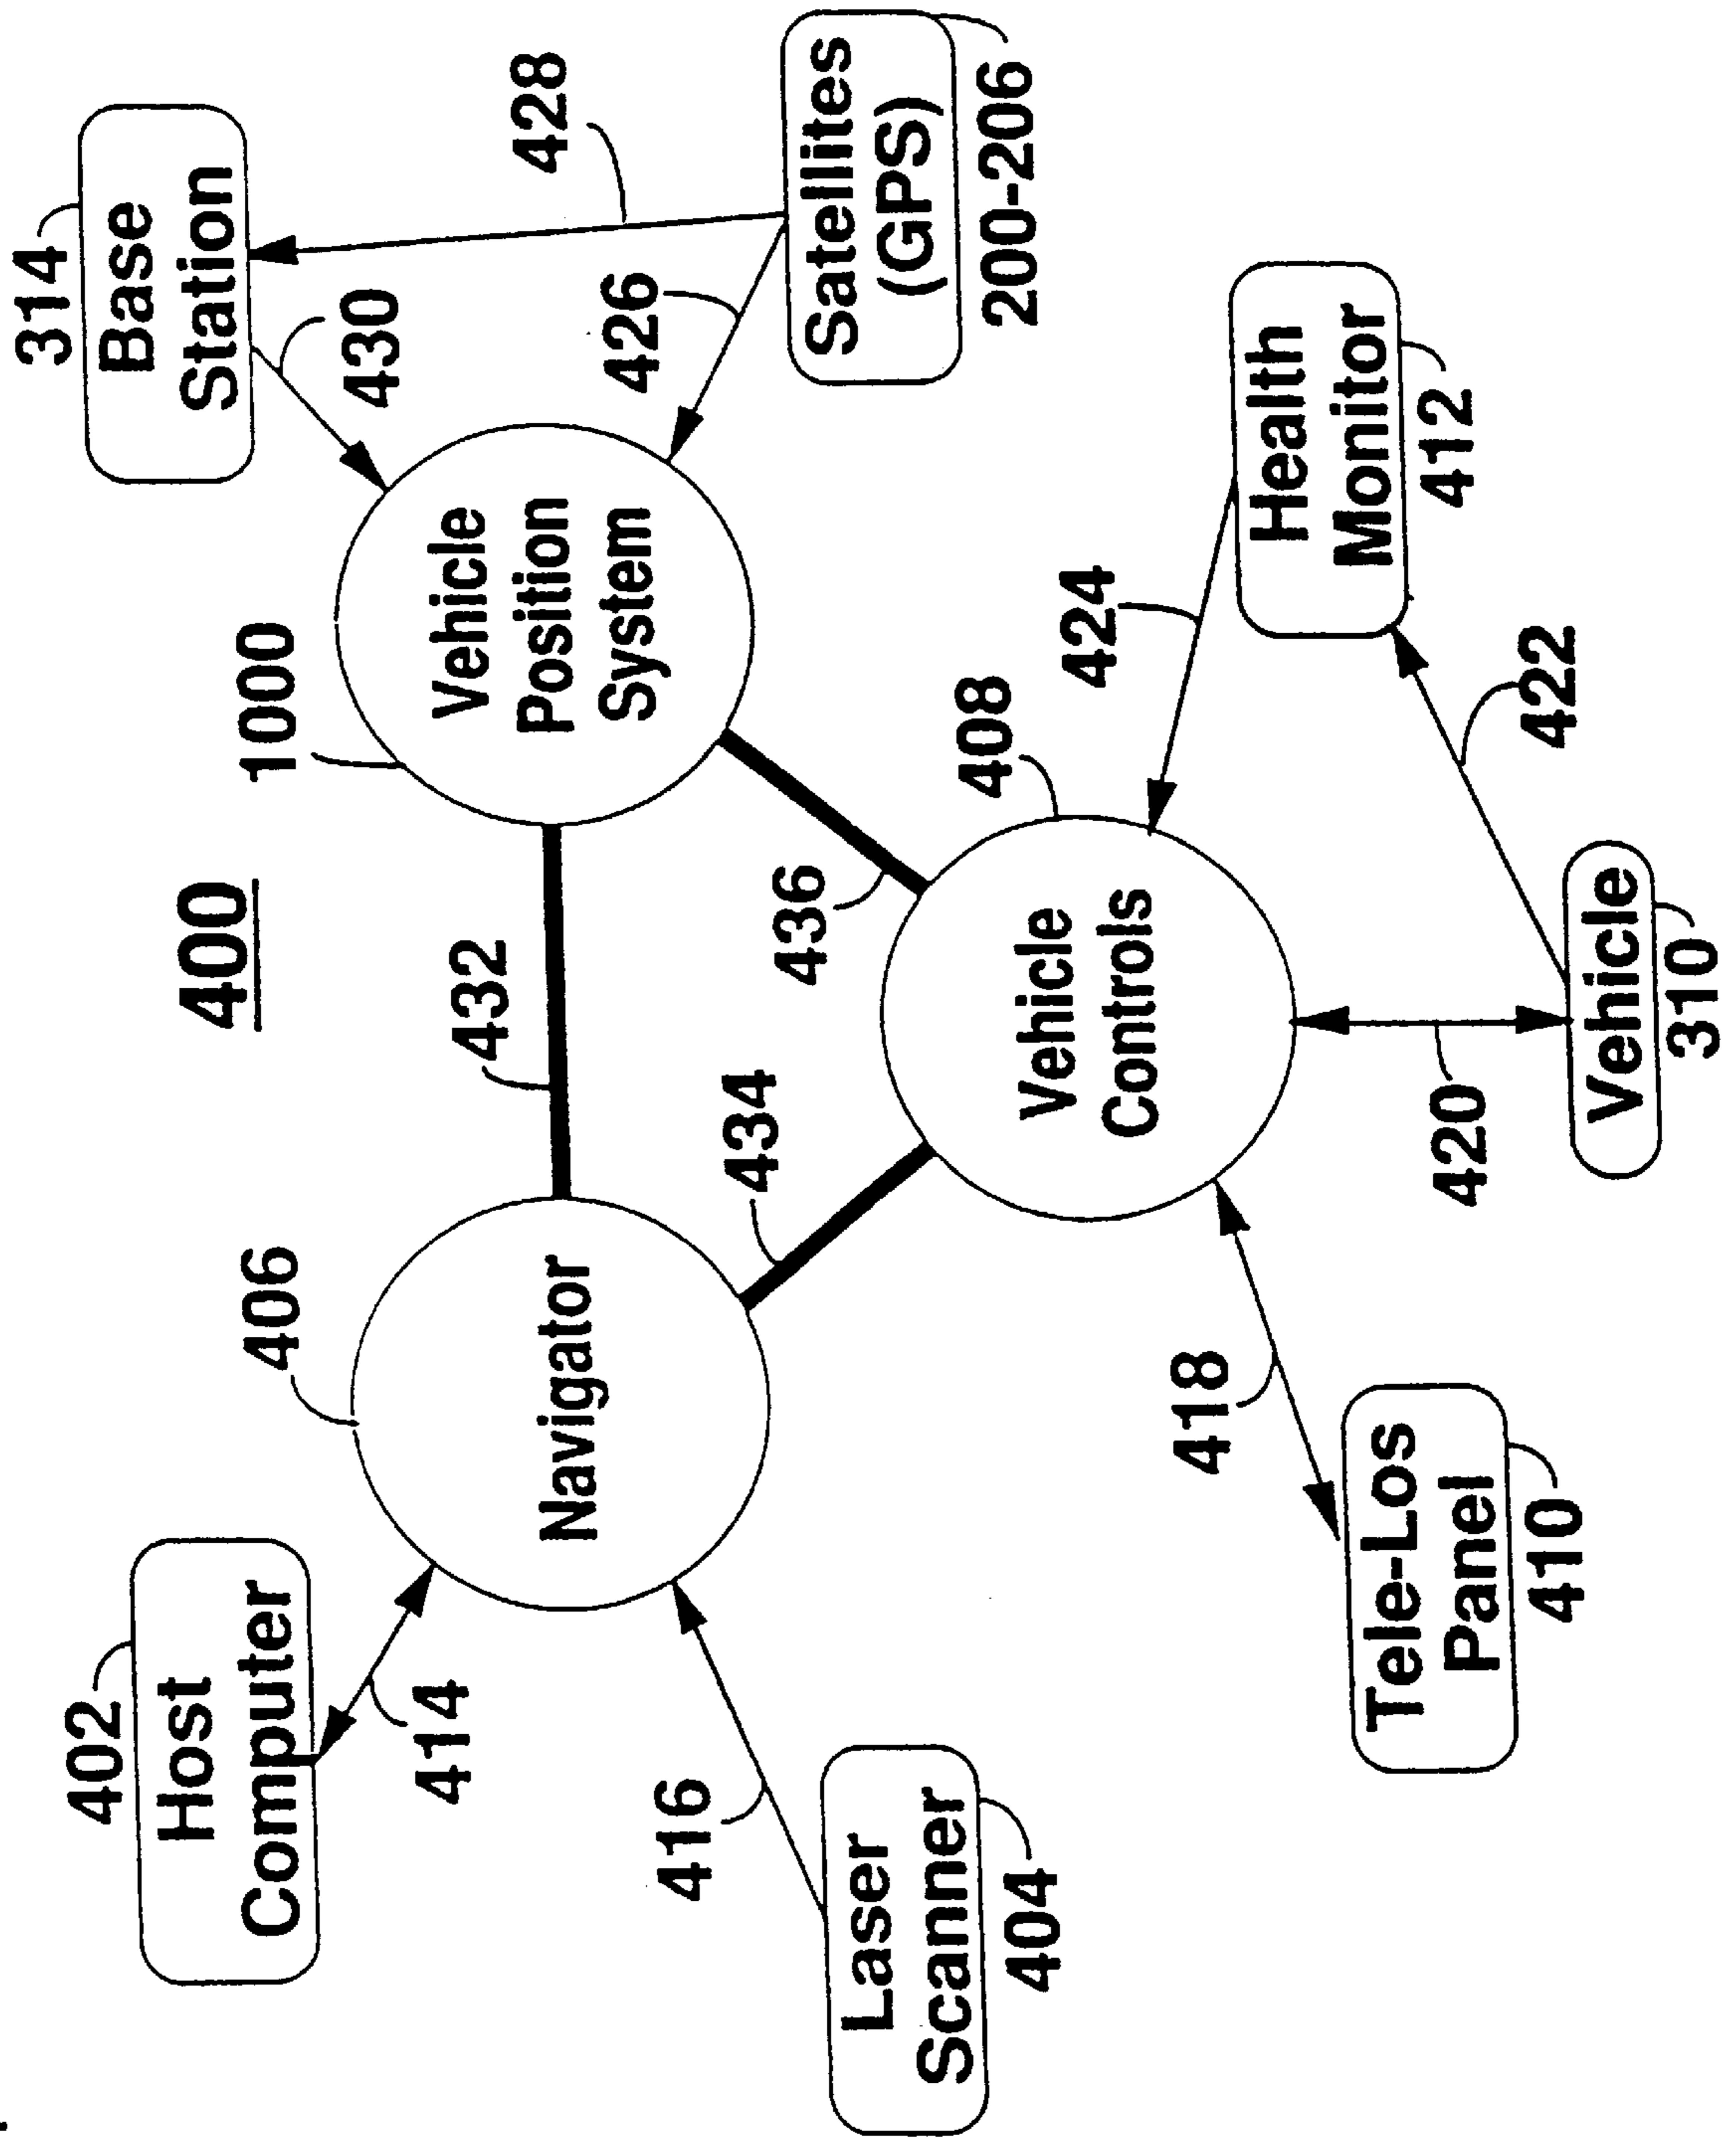 400
402
Host
Computer
414
406
Navigator
416
Laser
Scanner
404
432
434
1000
Vehicle
Position
System
314
Base
Station
430
428
426
Satellites
(GPS)
200-206
436
408
Vehicle
Controls
424
Health
Monitor
412
422
418
Tele-Los
Panel
410
420
Vehicle
310